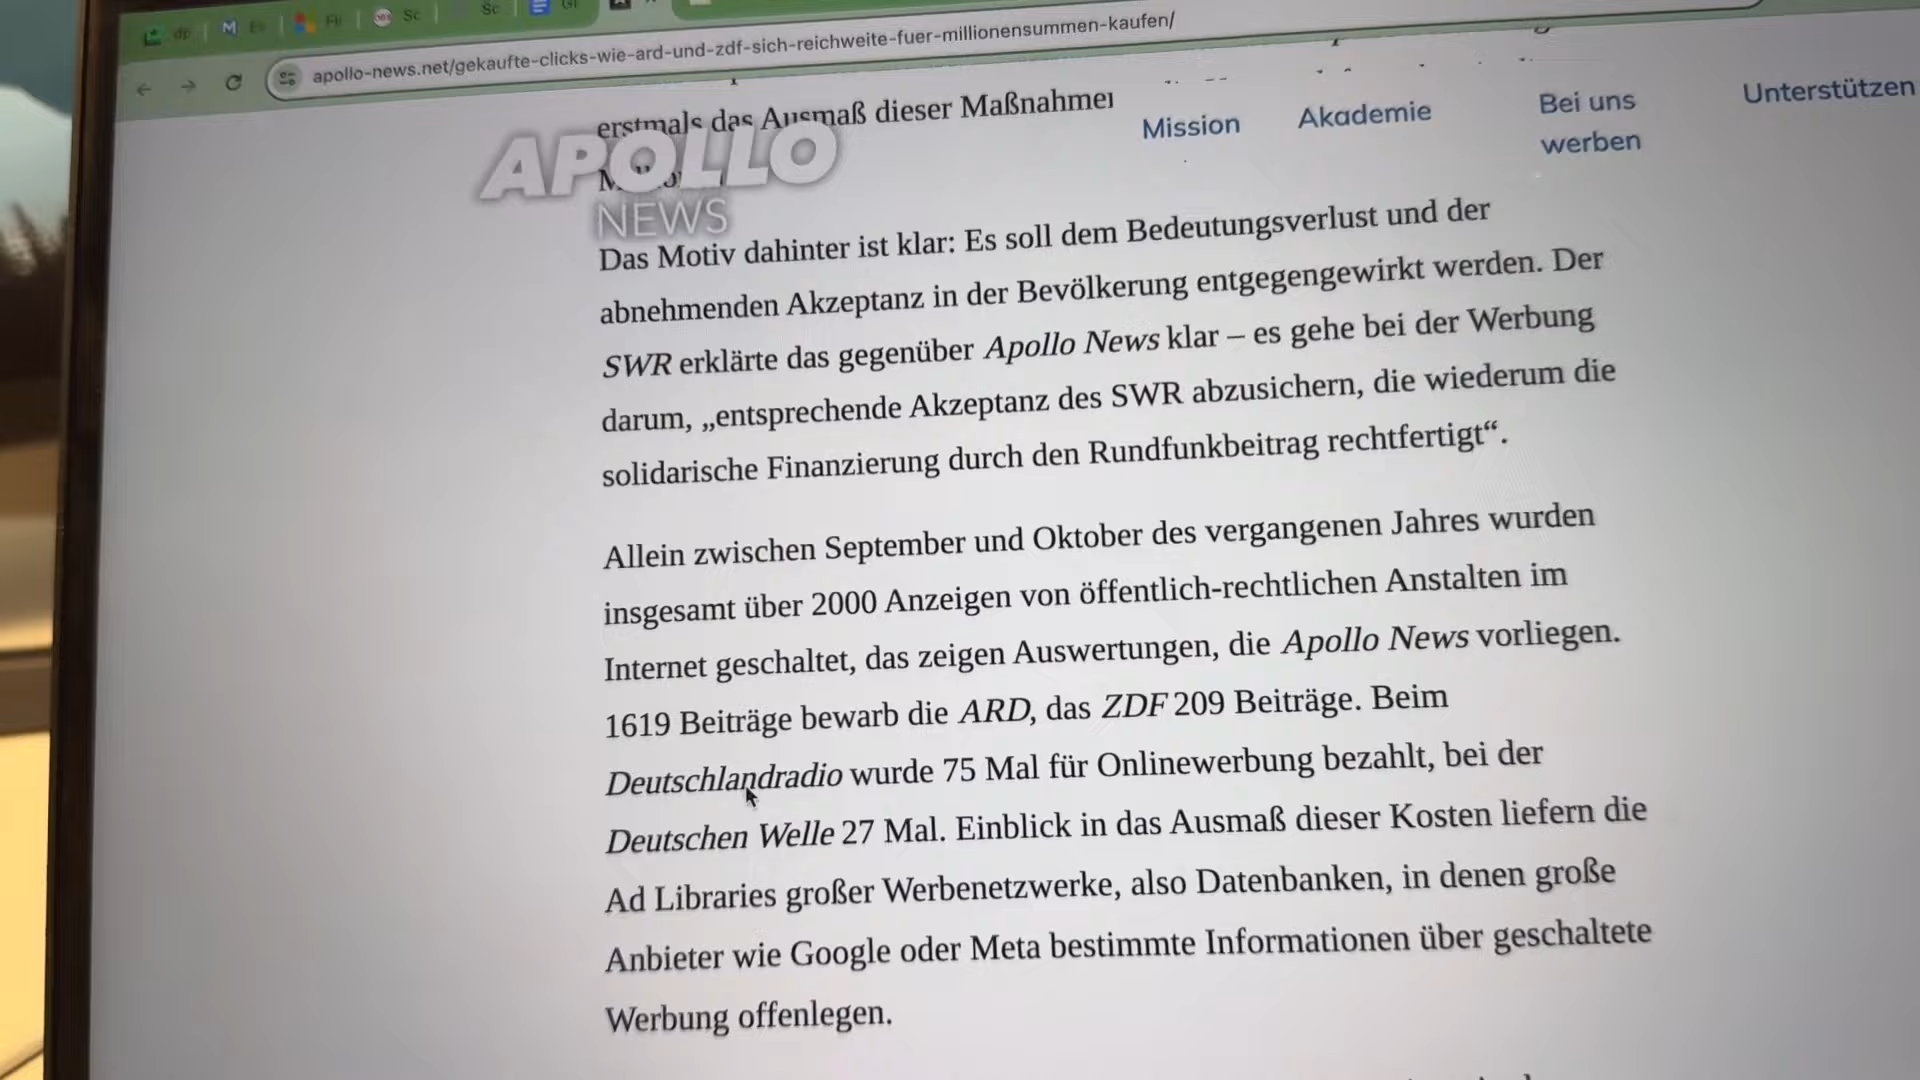 Sc
Sc
apollo-news.net/gekaufte-clicks-wie-ard-und-zdf-sich-reichweite-fuer-millionensummen-kaufen/
Mission
Akademie
Bei uns
werben
Unterstützen
erstmals das Ausmaß dieser Maßnahmen
APOLLO
NEWS
Das Motiv dahinter ist klar: Es soll dem Bedeutungsverlust und der
abnehmenden Akzeptanz in der Bevölkerung entgegengewirkt werden. Der
SWR erklärte das gegenüber Apollo News klar – es gehe bei der Werbung
darum, „entsprechende Akzeptanz des SWR abzusichern, die wiederum die
solidarische Finanzierung durch den Rundfunkbeitrag rechtfertigt“.
Allein zwischen September und Oktober des vergangenen Jahres wurden
insgesamt über 2000 Anzeigen von öffentlich-rechtlichen Anstalten im
Internet geschaltet, das zeigen Auswertungen, die Apollo News vorliegen.
1619 Beiträge bewarb die ARD, das ZDF 209 Beiträge. Beim
Deutschlandradio wurde 75 Mal für Onlinewerbung bezahlt, bei der
Deutschen Welle 27 Mal. Einblick in das Ausmaß dieser Kosten liefern die
Ad Libraries großer Werbenetzwerke, also Datenbanken, in denen große
Anbieter wie Google oder Meta bestimmte Informationen über geschaltete
Werbung offenlegen.